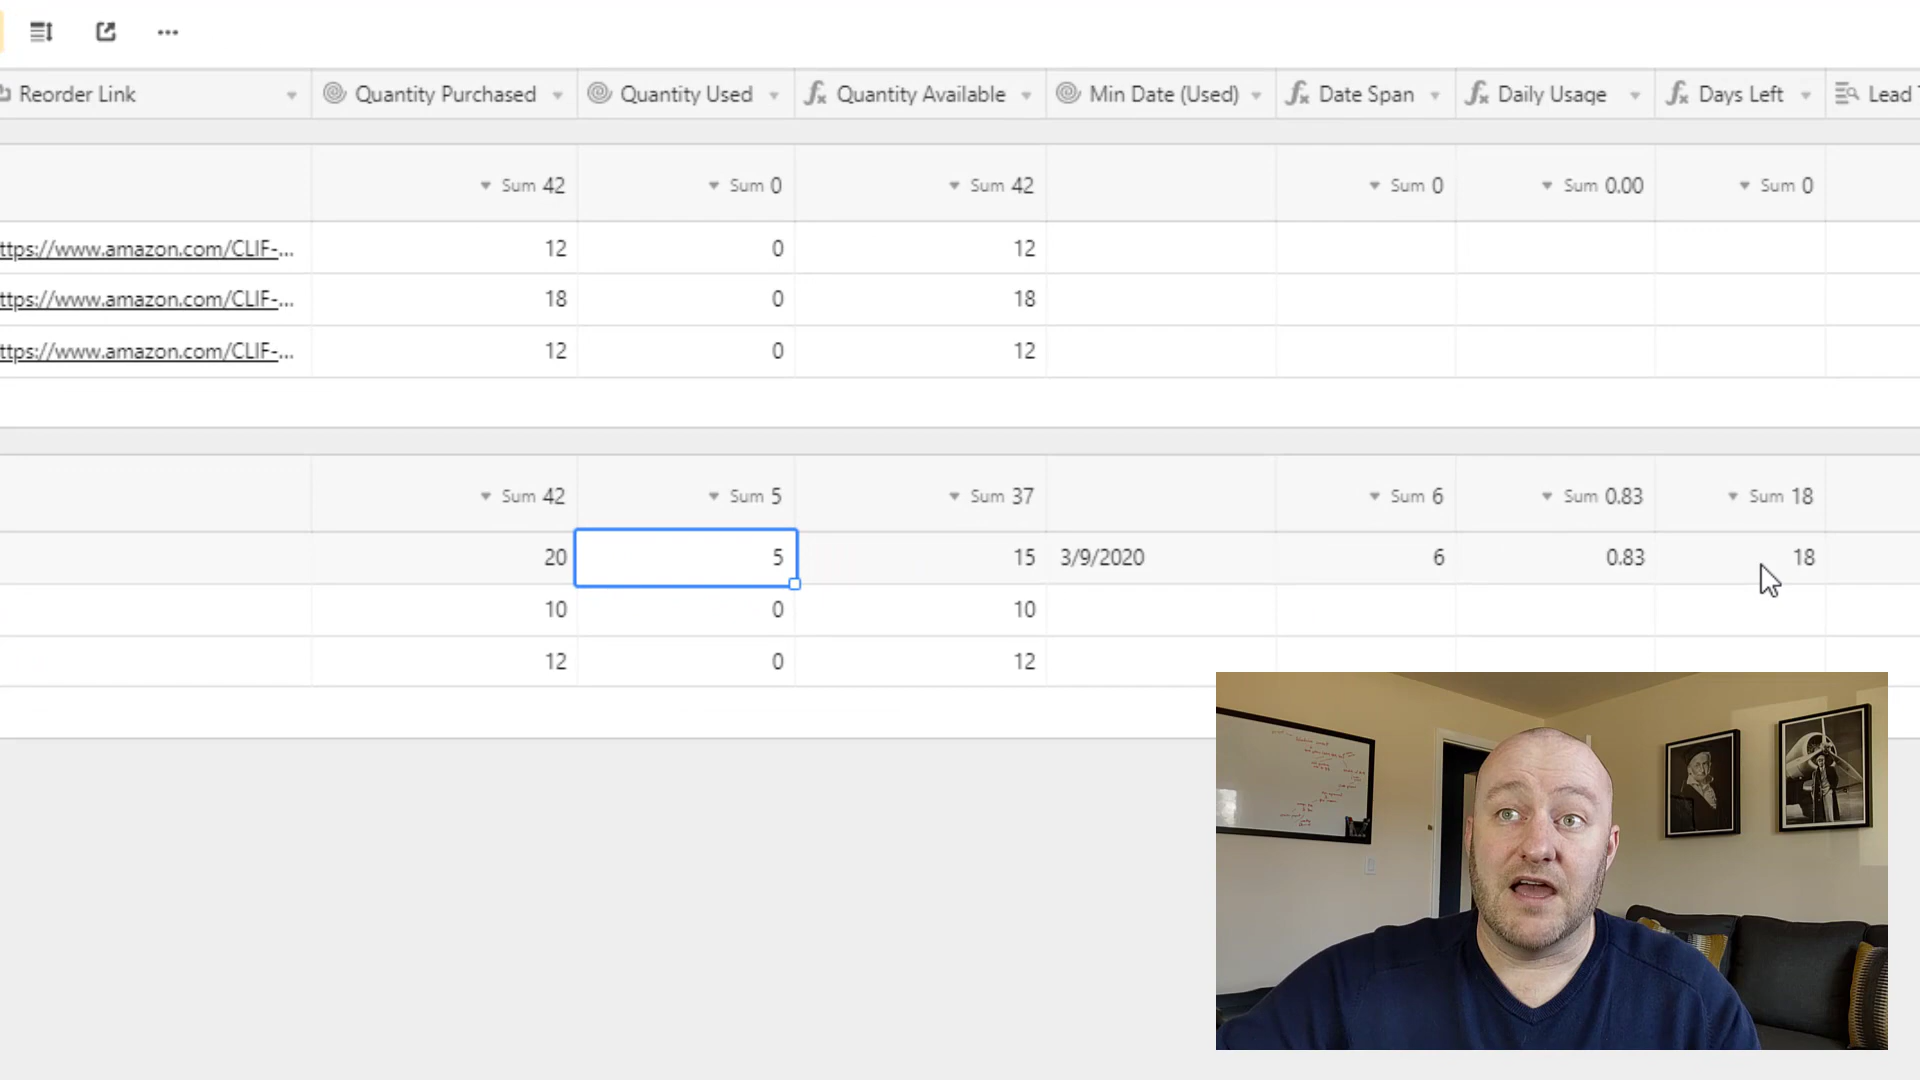 Reorder Link Quantity Purchased Quantity Used fx Quantity Available Min Date (Used) fx Date Span fx Daily Usage fx Days Left Lead
Sum 42 Sum 0 Sum 42 Sum 0 Sum 0.00 Sum 0
ttps://www.amazon.com/CLIF-... 12 0 12
ttps://www.amazon.com/CLIF-... 18 0 18
ttps://www.amazon.com/CLIF-... 12 0 12
Sum 42 Sum 5 Sum 37 Sum 6 Sum 0.83 Sum 18
20 5 15 3/9/2020 6 0.83 18
10 0 10
12 0 12